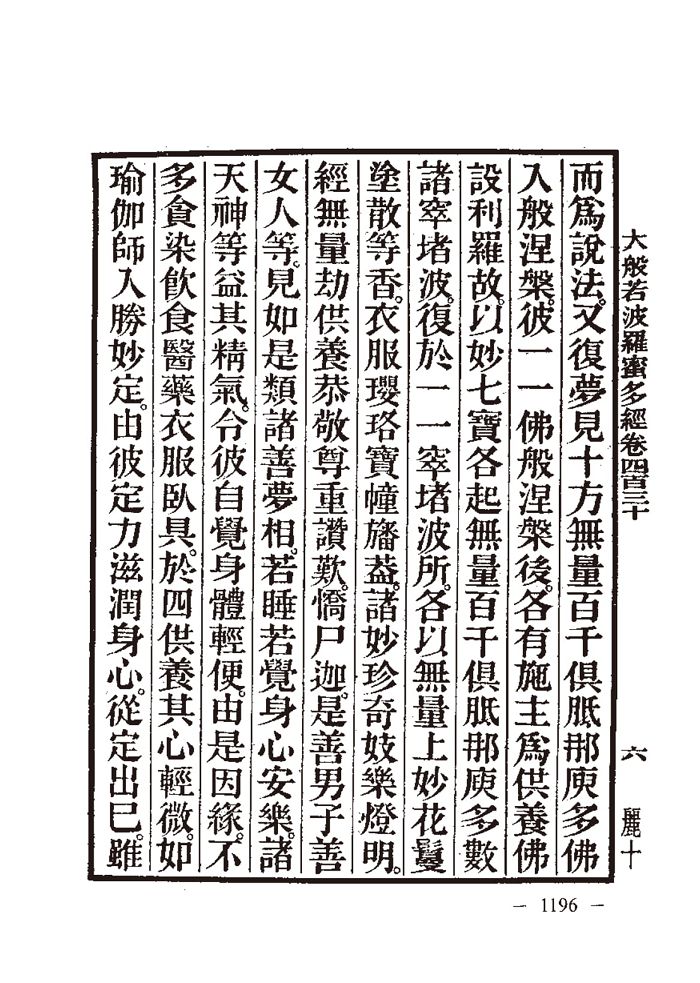 大般若波羅蜜多經卷四百三十 六 麗十
而爲說法。又復夢見十方無量百千俱胝那庾多佛
入般涅槃。彼一一佛般涅槃後。各有施主爲供養佛
設利羅故。以妙七寶各起無量百千俱胝那庾多數
諸窣堵波。復於一一窣堵波所。各以無量上妙花鬘
塗散等香。衣服瓔珞寶幢旛葢。諸妙珍奇妓樂燈明。
經無量劫供養恭敬尊重讚歎。憍尸迦。是善男子善
女人等。見如是類諸善夢相。若睡若覺身心安樂。諸
天神等益其精氣。令彼自覺身體輕便。由是因緣。不
多貪染飲食醫藥衣服臥具。於四供養其心輕微。如
瑜伽師入勝妙定。由彼定力滋潤身心。從定出已。雖
— 1196 —